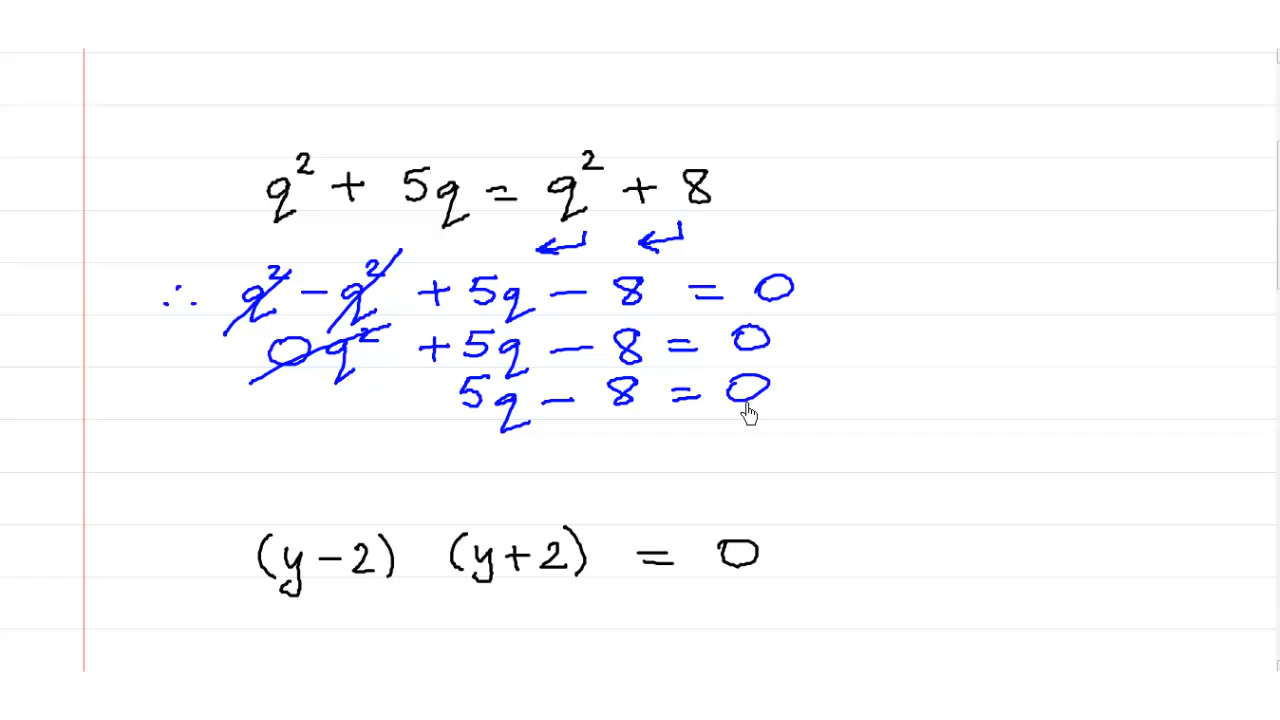 q² + 5q = q² + 8
∴ q² - q² + 5q - 8 = 0
0q² + 5q - 8 = 0
5q - 8 = 0
(y-2) (y+2) = 0